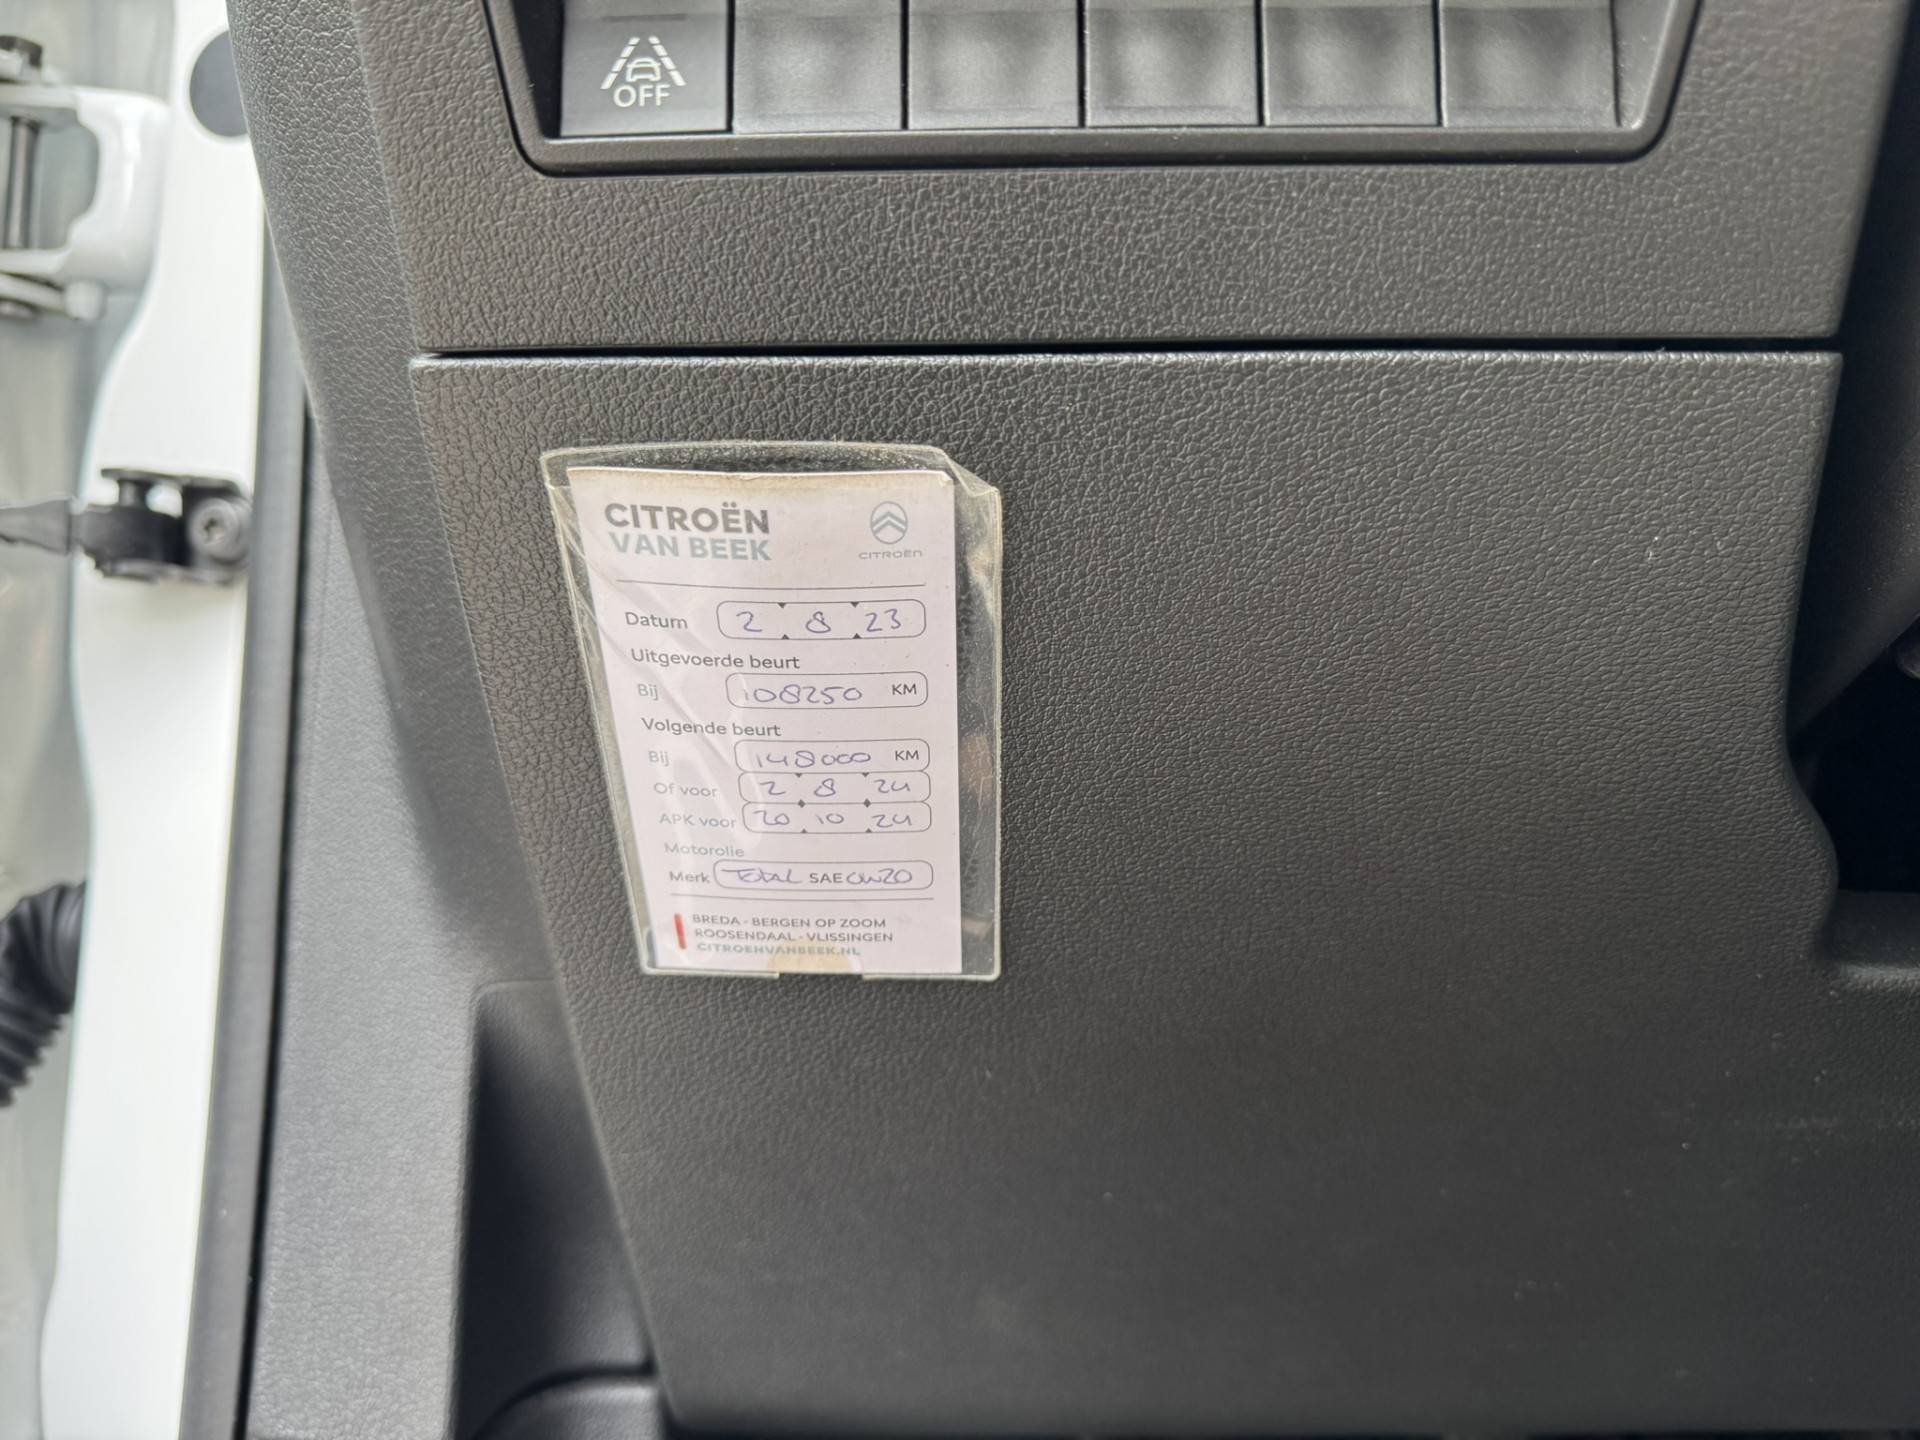 OFF
CITROËN
VAN BEEK
CITROËN
Datum 2 8 23
Uitgevoerde beurt
Bij 108250 KM
Volgende beurt
Bij 148000 KM
Of voor 2 8 24
APK voor 20 10 24
Motorolie
Merk TOTAL SAE 0W20
BREDA - BERGEN OP ZOOM
ROOSENDAAL - VLISSINGEN
CITROENVANBEEK.NL